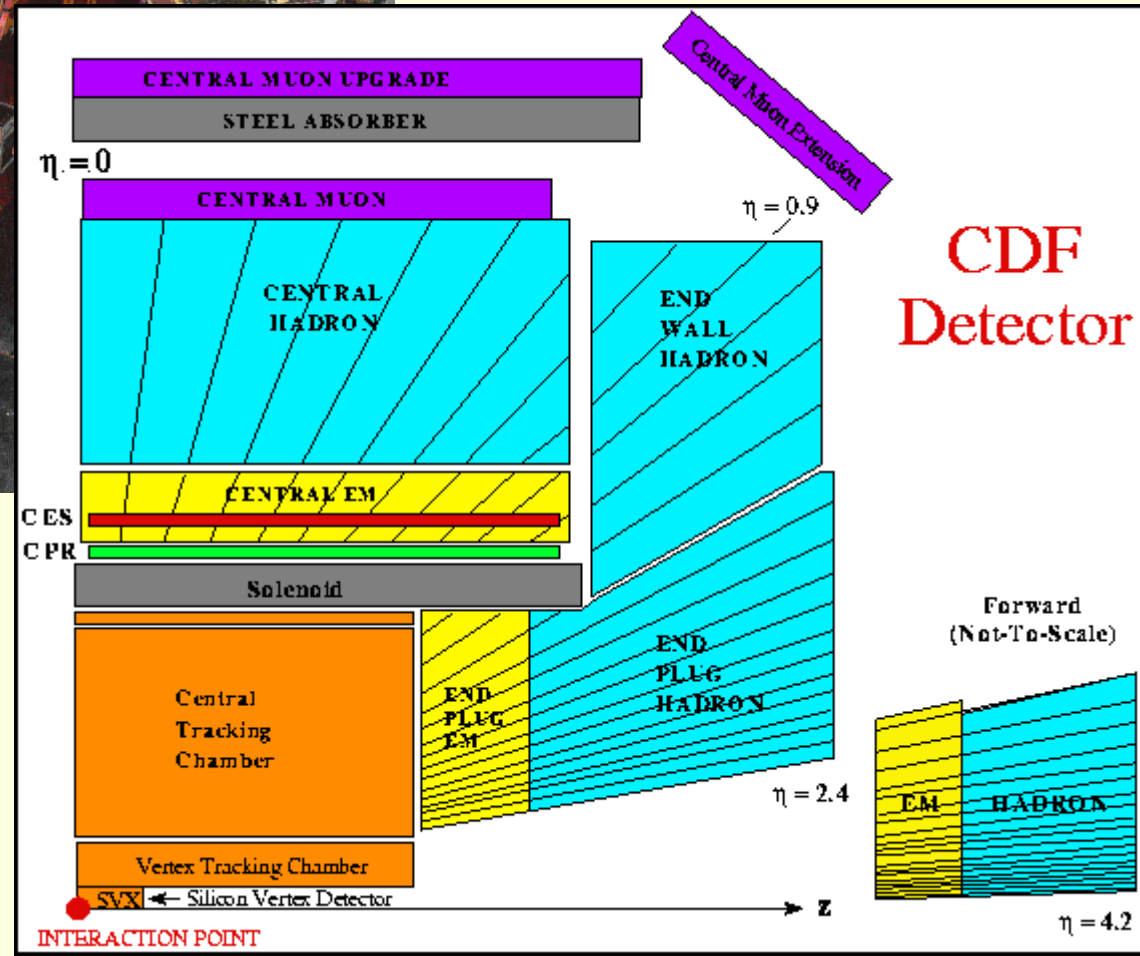 CENTRAL MUON UPGRADE
STEEL ABSORBER
Central Muon Extension
η = 0
CENTRAL MUON
η = 0.9
CDF
Detector
CENTRAL
HADRON
END
WALL
HADRON
CENTRAL EM
CES
CPR
Solenoid
Forward
(Not-To-Scale)
Central
Tracking
Chamber
END
PLUG
EM
END
PLUG
HADRON
η = 2.4
EM
HADRON
Vertex Tracking Chamber
SVX
Silicon Vertex Detector
z
INTERACTION POINT
η = 4.2